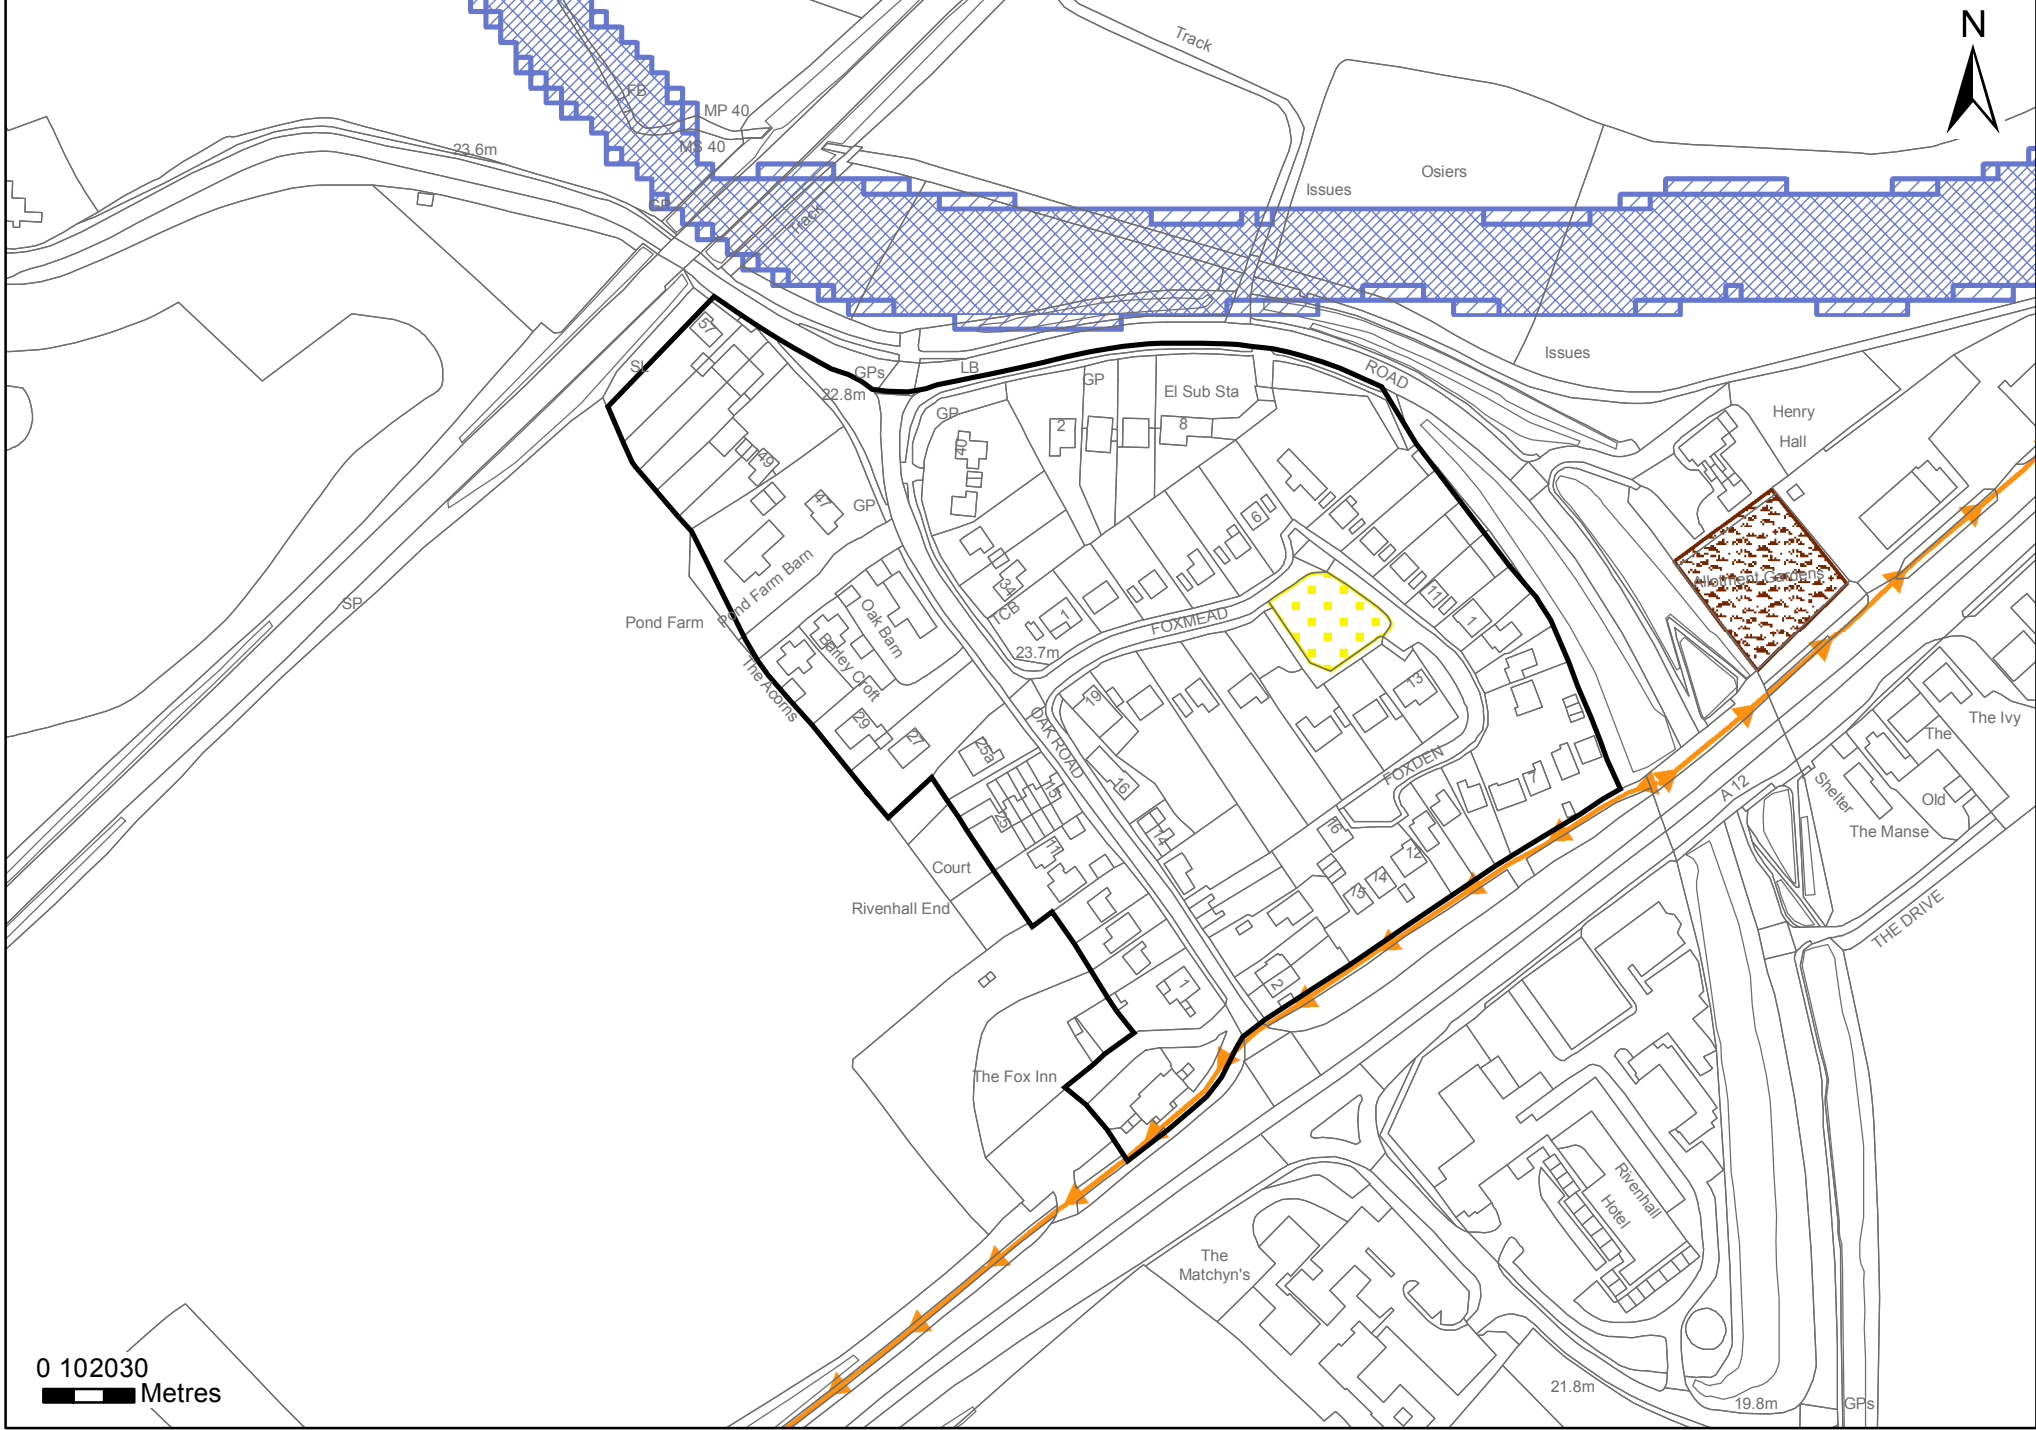 N
Track
FB
MP 40
MS 40
23.6m
Osiers
Issues
GP
Track
57
SL
GPs
LB
22.8m
GP
El Sub Sta
ROAD
Issues
Henry
Hall
GP
2
8
40
49
47
GP
6
Allotment Gardens
SP
Pond Farm
Pond Farm Barn
Oak Barn
34
TCB
1
FOXMEAD
11
1
23.7m
Barley Croft
The Acorns
19
13
29
27
OAK ROAD
25a
The Ivy
The
16
FOXDEN
7
A 12
Shelter
Old
The Manse
15
25
14
16
11
12
Court
14
15
Rivenhall End
THE DRIVE
1
2
The Fox Inn
Rivenhall
Hotel
The
Matchyn's
0 102030
Metres
21.8m
19.8m
GPs